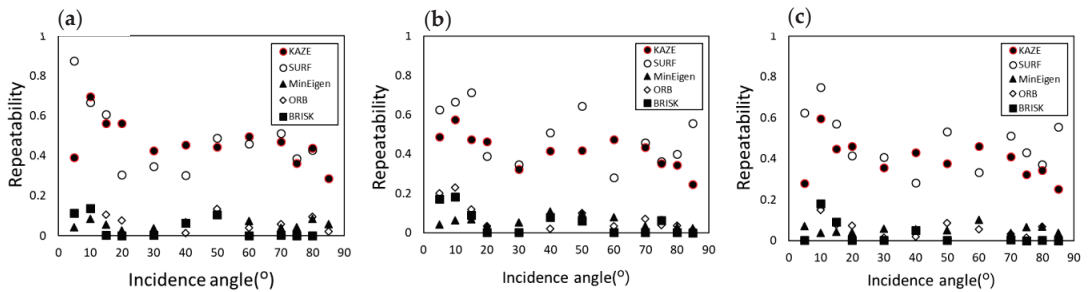 (a)
1
0.8
0.6
0.4
0.2
0
Repeatability
KAZE
SURF
MinEigen
ORB
BRISK
0 10 20 30 40 50 60 70 80 90
Incidence angle(°)
(b)
1
0.8
0.6
0.4
0.2
0
Repeatability
KAZE
SURF
MinEigen
ORB
BRISK
0 10 20 30 40 50 60 70 80 90
Incidence angle(°)
(c)
1
0.8
0.6
0.4
0.2
0
Repeatability
KAZE
SURF
MinEigen
ORB
BRISK
0 10 20 30 40 50 60 70 80 90
Incidence angle(°)